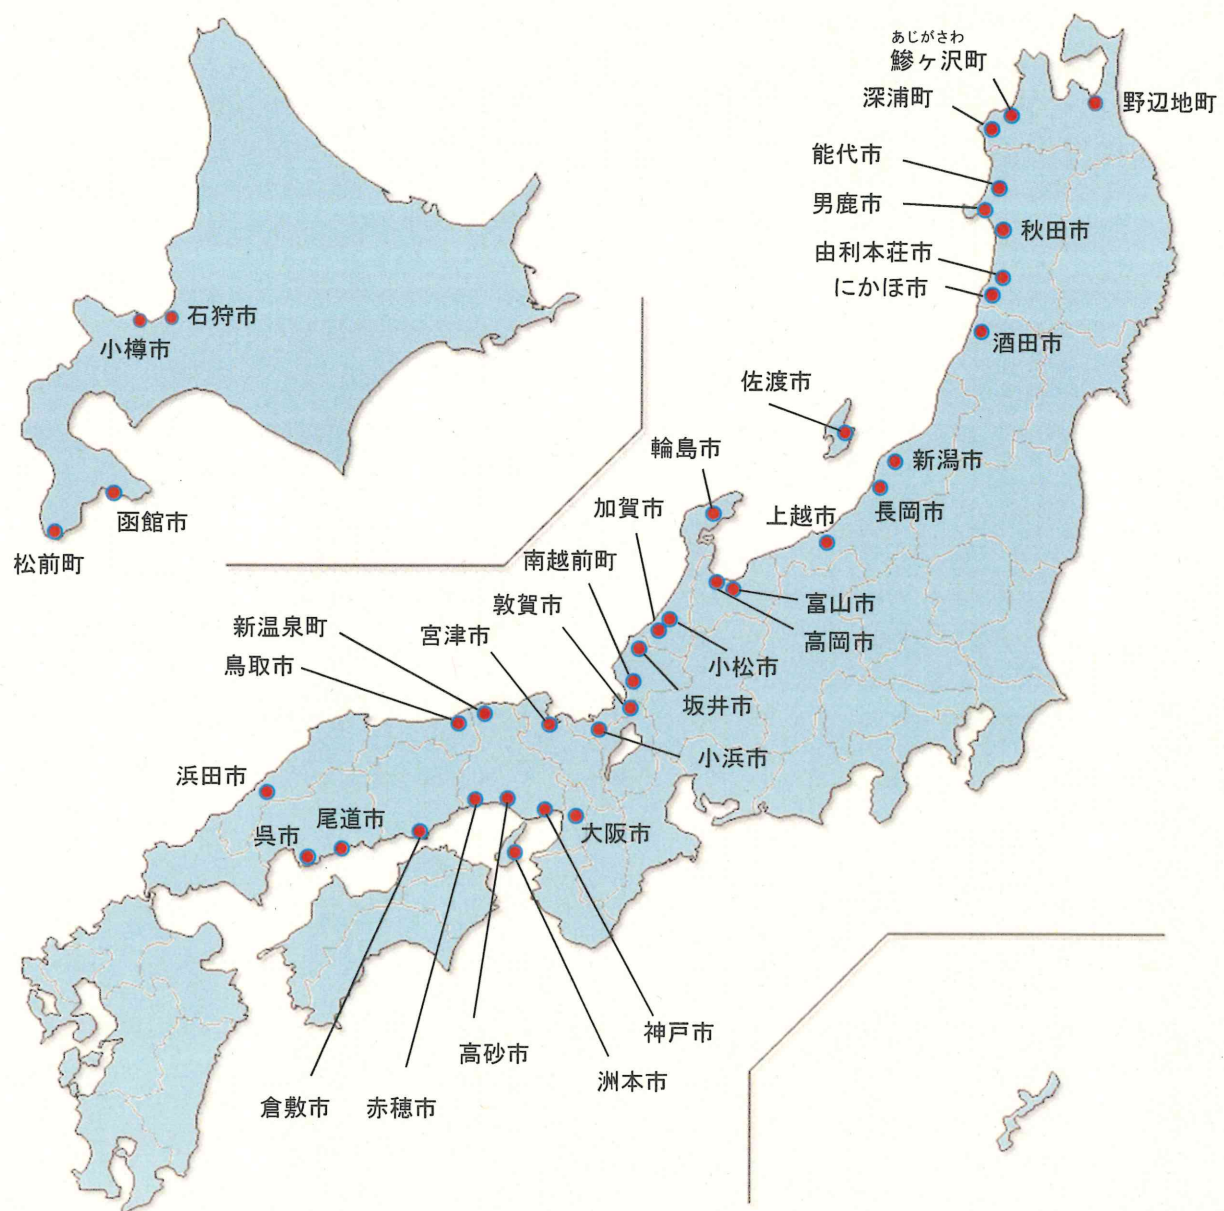 あじがさわ
鰺ヶ沢町
深浦町
野辺地町
能代市
男鹿市
秋田市
由利本荘市
にかほ市
酒田市
石狩市
小樽市
函館市
松前町
佐渡市
輪島市
新潟市
加賀市
上越市
長岡市
南越前町
敦賀市
富山市
新温泉町
宮津市
高岡市
鳥取市
小松市
坂井市
小浜市
浜田市
尾道市
呉市
大阪市
神戸市
高砂市
洲本市
倉敷市
赤穂市